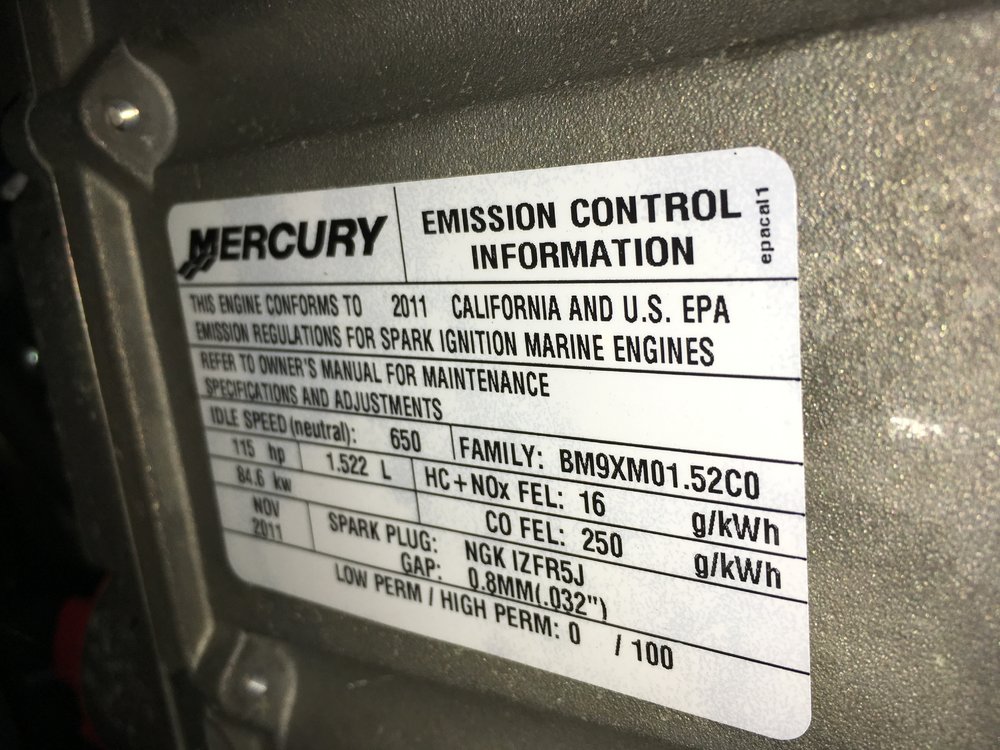 MERCURY
EMISSION CONTROL
INFORMATION
epacal1
THIS ENGINE CONFORMS TO 2011 CALIFORNIA AND U.S. EPA
EMISSION REGULATIONS FOR SPARK IGNITION MARINE ENGINES
REFER TO OWNER'S MANUAL FOR MAINTENANCE
SPECIFICATIONS AND ADJUSTMENTS
IDLE SPEED (neutral): 650
FAMILY: BM9XM01.52C0
115 hp
84.6 kw
1.522 L
HC+NOx FEL: 16 g/kWh
CO FEL: 250 g/kWh
NOV
2011
SPARK PLUG: NGK IZFR5J
GAP: 0.8MM(.032")
LOW PERM / HIGH PERM: 0 / 100